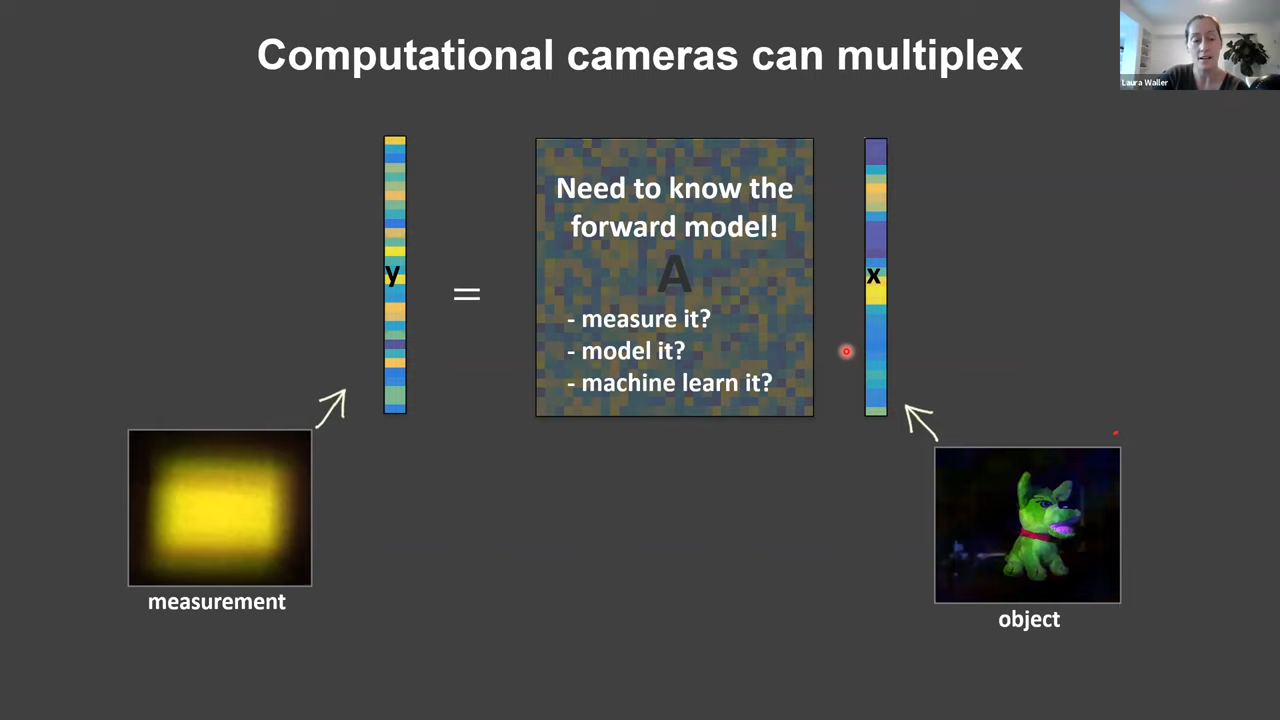 Computational cameras can multiplex
Laura Waller
y
=
Need to know the
forward model!
A
- measure it?
- model it?
- machine learn it?
x
measurement
object